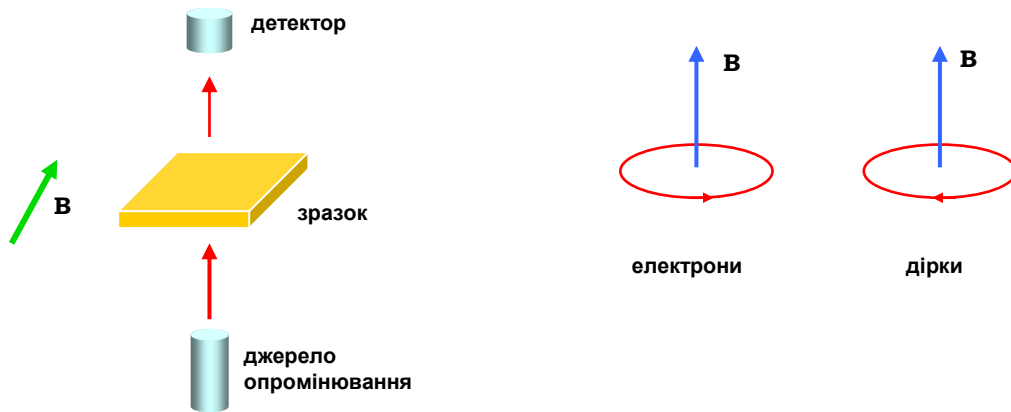 детектор
B
зразок
джерело
опромінювання
B
B
електрони
дірки